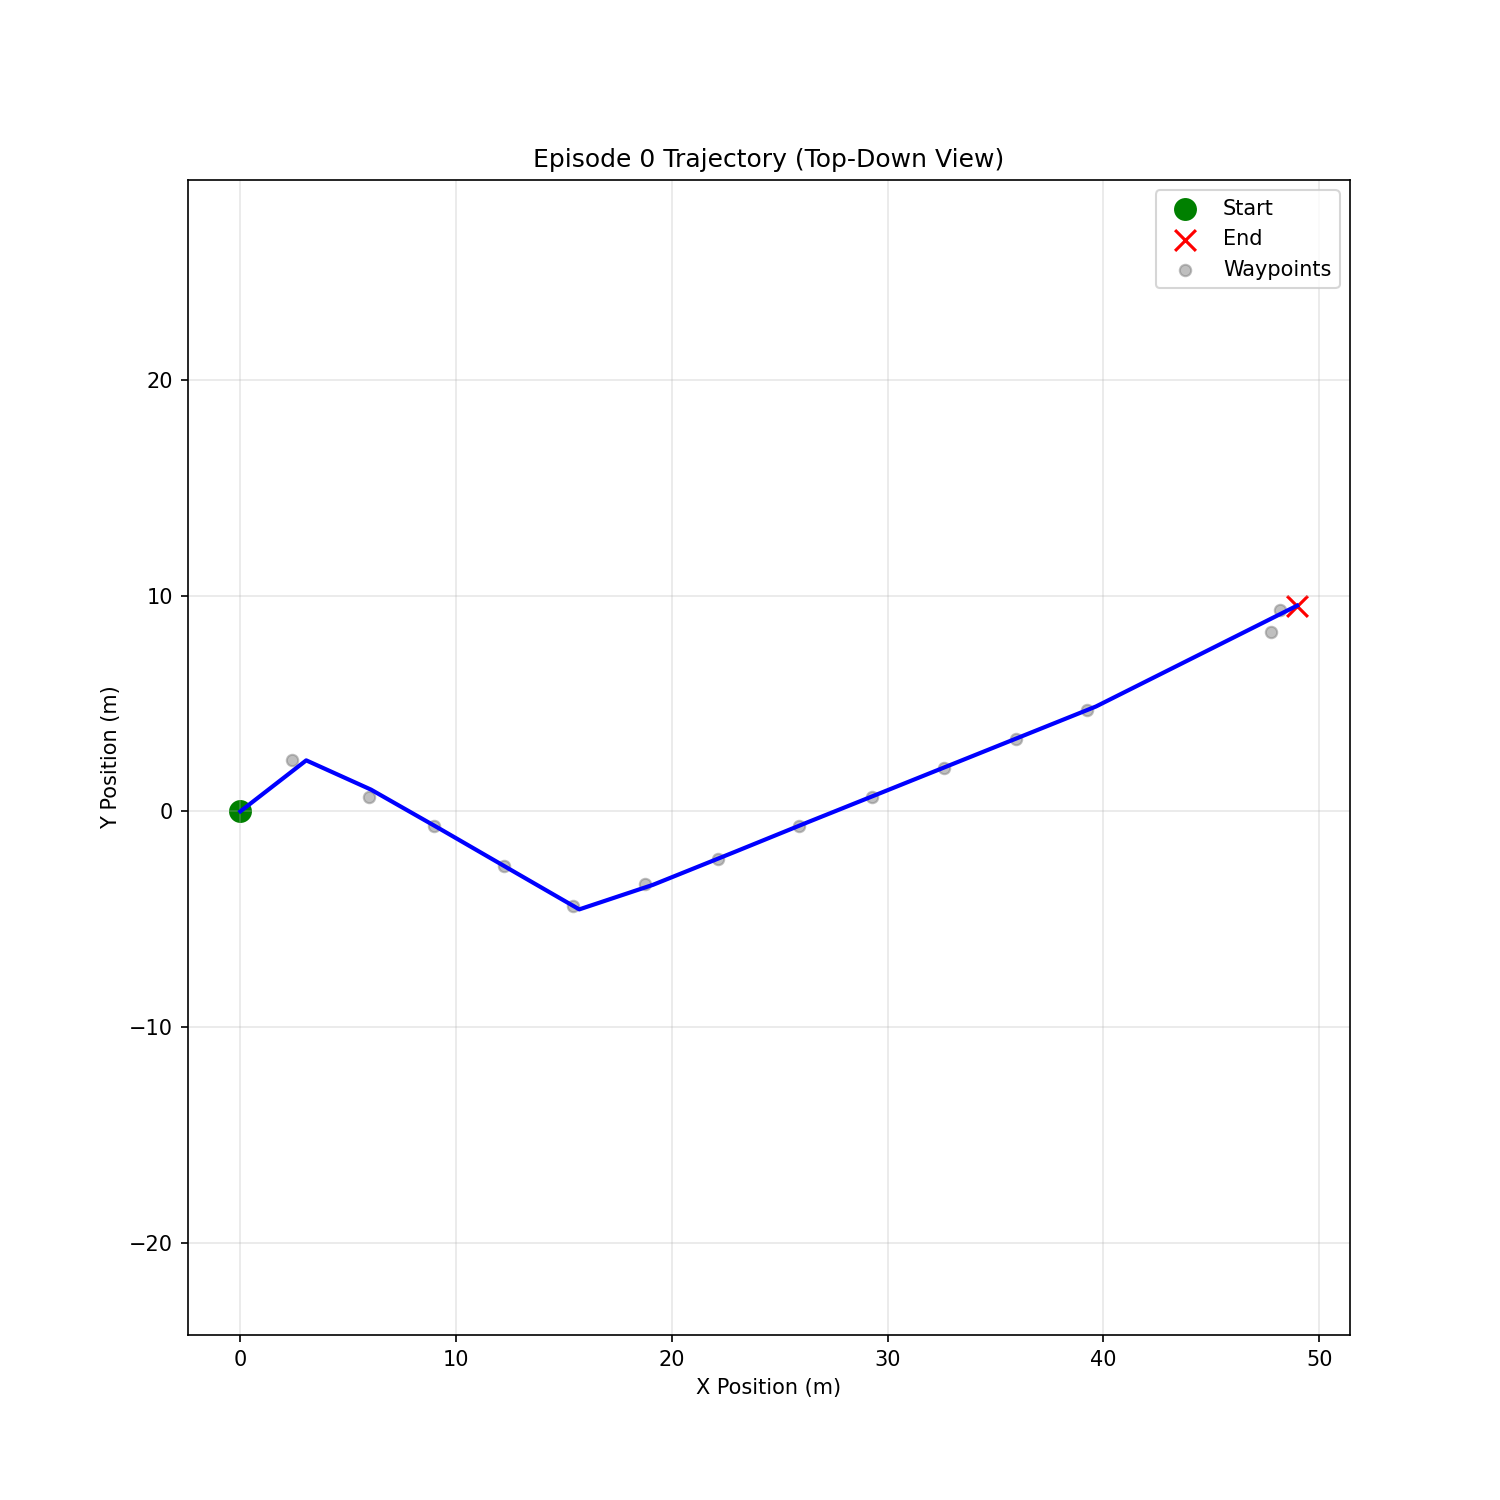 Episode 0 Trajectory (Top-Down View)
Start
End
Waypoints
20
10
0
−10
−20
Y Position (m)
0 10 20 30 40 50
X Position (m)